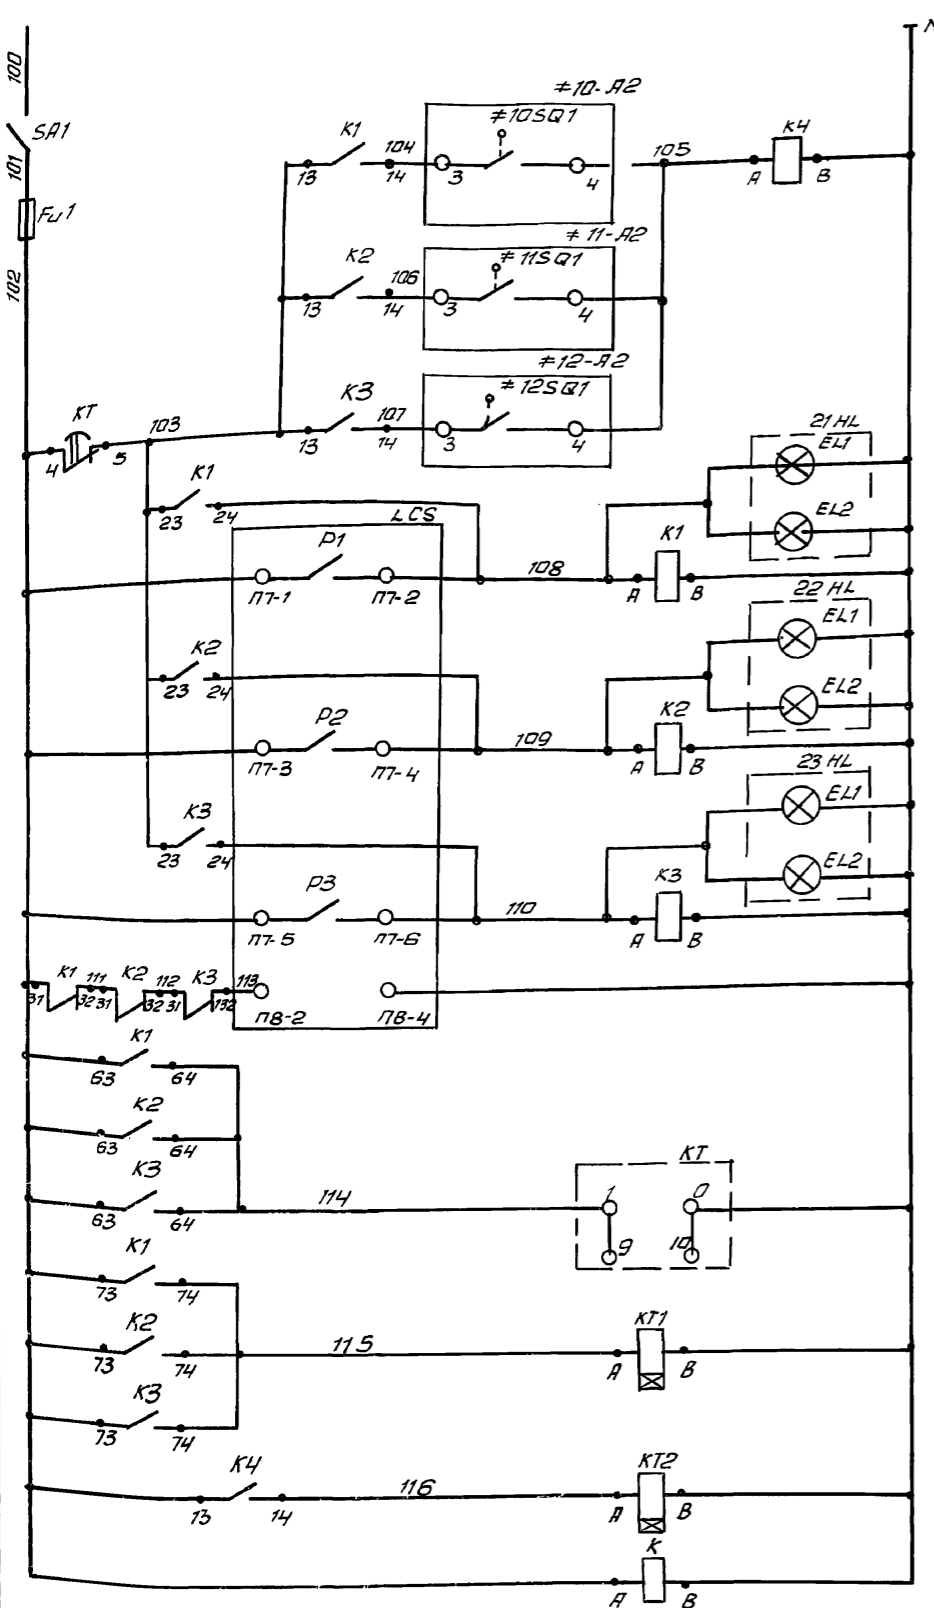 N
100
SA1
101
Fu1
102
≠10-A2
≠10SQ1
K1
104
13
14
3
4
105
K4
A
B
≠11-A2
≠11SQ1
K2
106
13
14
3
4
≠12-A2
≠12SQ1
K3
107
13
14
3
4
KT
103
4
5
21HL
EL1
EL2
K1
23
24
LCS
P1
П7-1
П7-2
108
K1
A
B
22HL
EL1
EL2
K2
23
24
P2
П7-3
П7-4
109
K2
A
B
23HL
EL1
EL2
K3
23
24
P3
П7-5
П7-6
110
K3
A
B
K1
111
K2
112
K3
113
31
32
31
32
31
132
П8-2
П8-4
K1
63
64
K2
63
64
K3
63
64
114
KT
1
0
9
10
K1
73
74
K2
73
74
115
KT1
A
B
K3
73
74
K4
13
14
116
KT2
A
B
K
A
B